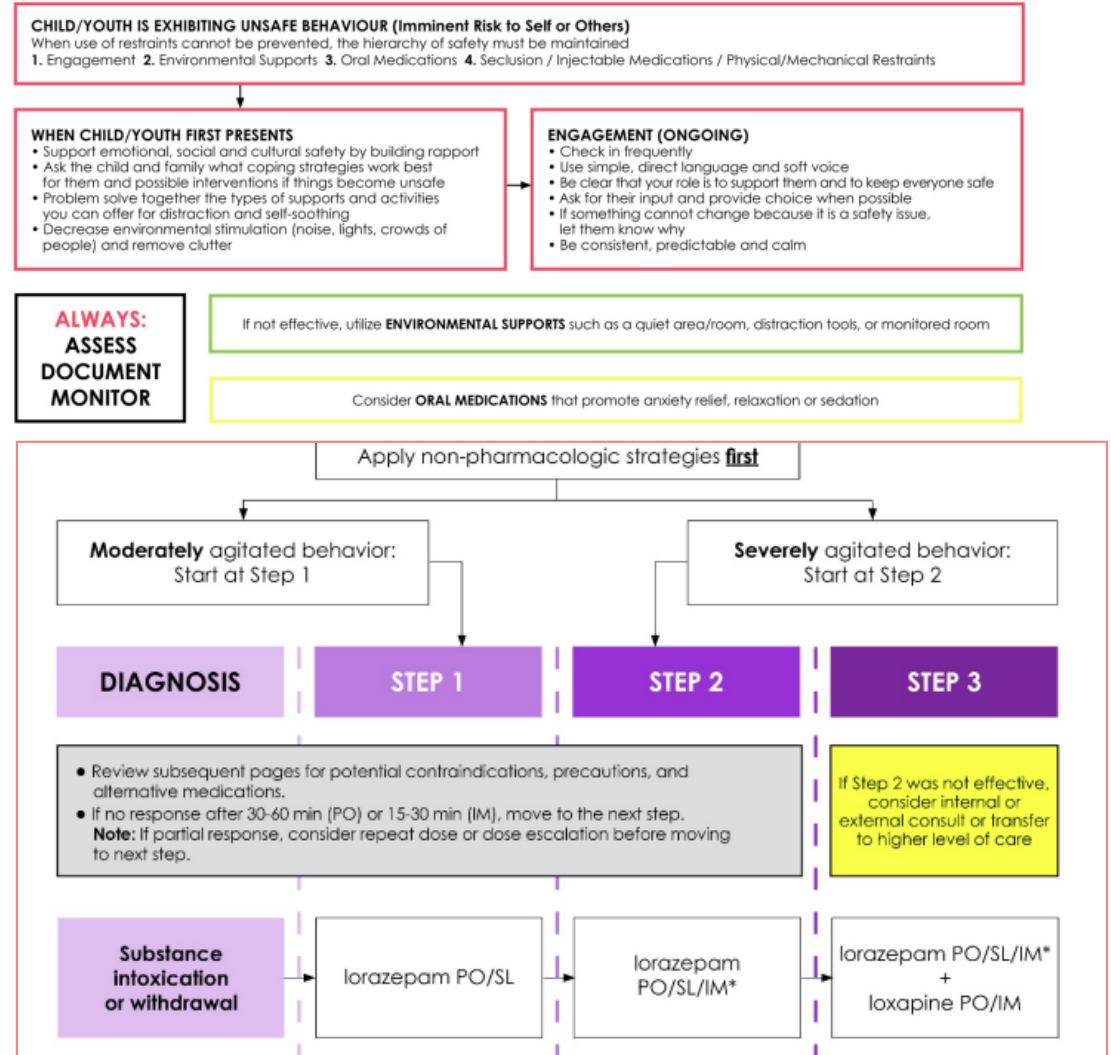 CHILD/YOUTH IS EXHIBITING UNSAFE BEHAVIOUR (Imminent Risk to Self or Others)
When use of restraints cannot be prevented, the hierarchy of safety must be maintained
1. Engagement 2. Environmental Supports 3. Oral Medications 4. Seclusion / Injectable Medications / Physical/Mechanical Restraints
WHEN CHILD/YOUTH FIRST PRESENTS
• Support emotional, social and cultural safety by building rapport
• Ask the child and family what coping strategies work best
for them and possible interventions if things become unsafe
• Problem solve together the types of supports and activities
you can offer for distraction and self-soothing
• Decrease environmental stimulation (noise, lights, crowds of
people) and remove clutter
ENGAGEMENT (ONGOING)
• Check in frequently
• Use simple, direct language and soft voice
• Be clear that your role is to support them and to keep everyone safe
• Ask for their input and provide choice when possible
• If something cannot change because it is a safety issue,
let them know why
• Be consistent, predictable and calm
ALWAYS:
ASSESS
DOCUMENT
MONITOR
If not effective, utilize ENVIRONMENTAL SUPPORTS such as a quiet area/room, distraction tools, or monitored room
Consider ORAL MEDICATIONS that promote anxiety relief, relaxation or sedation
Apply non-pharmacologic strategies first
Moderately agitated behavior:
Start at Step 1
Severely agitated behavior:
Start at Step 2
DIAGNOSIS
STEP 1
STEP 2
STEP 3
• Review subsequent pages for potential contraindications, precautions, and
alternative medications.
• If no response after 30-60 min (PO) or 15-30 min (IM), move to the next step.
Note: If partial response, consider repeat dose or dose escalation before moving
to next step.
If Step 2 was not effective,
consider internal or
external consult or transfer
to higher level of care
Substance
intoxication
or withdrawal
lorazepam PO/SL
lorazepam
PO/SL/IM*
lorazepam PO/SL/IM*
+
loxapine PO/IM